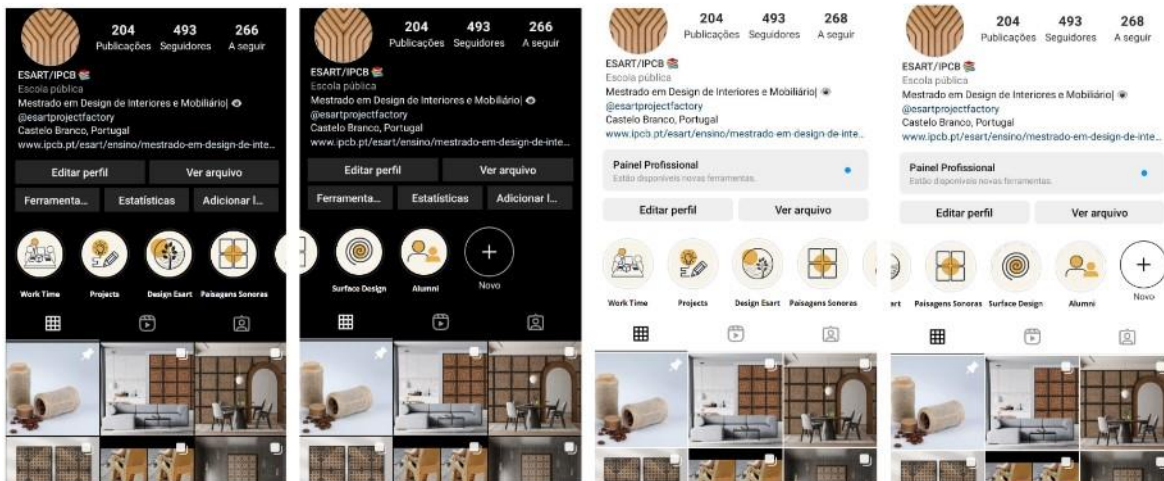 204 493 266
Publicações Seguidores A seguir
ESART/IPCB
Escola pública
Mestrado em Design de Interiores e Mobiliário|
@esartprojectfactory
Castelo Branco, Portugal
www.ipcb.pt/esart/ensino/mestrado-em-design-de-inte...
Editar perfil Ver arquivo
Ferramenta... Estatísticas Adicionar l...
Work Time Projects Design Esart Paisagens Sonoras
204 493 266
Publicações Seguidores A seguir
ESART/IPCB
Escola pública
Mestrado em Design de Interiores e Mobiliário|
@esartprojectfactory
Castelo Branco, Portugal
www.ipcb.pt/esart/ensino/mestrado-em-design-de-inte...
Editar perfil Ver arquivo
Ferramenta... Estatísticas Adicionar l...
Surface Design Alumni Novo
204 493 268
Publicações Seguidores A seguir
ESART/IPCB
Escola pública
Mestrado em Design de Interiores e Mobiliário|
@esartprojectfactory
Castelo Branco, Portugal
www.ipcb.pt/esart/ensino/mestrado-em-design-de-inte...
Painel Profissional
Estão disponíveis novas ferramentas.
Editar perfil Ver arquivo
Work Time Projects Design Esart Paisagens Sonoras
204 493 268
Publicações Seguidores A seguir
ESART/IPCB
Escola pública
Mestrado em Design de Interiores e Mobiliário|
@esartprojectfactory
Castelo Branco, Portugal
www.ipcb.pt/esart/ensino/mestrado-em-design-de-inte...
Painel Profissional
Estão disponíveis novas ferramentas.
Editar perfil Ver arquivo
art Paisagens Sonoras Surface Design Alumni Novo